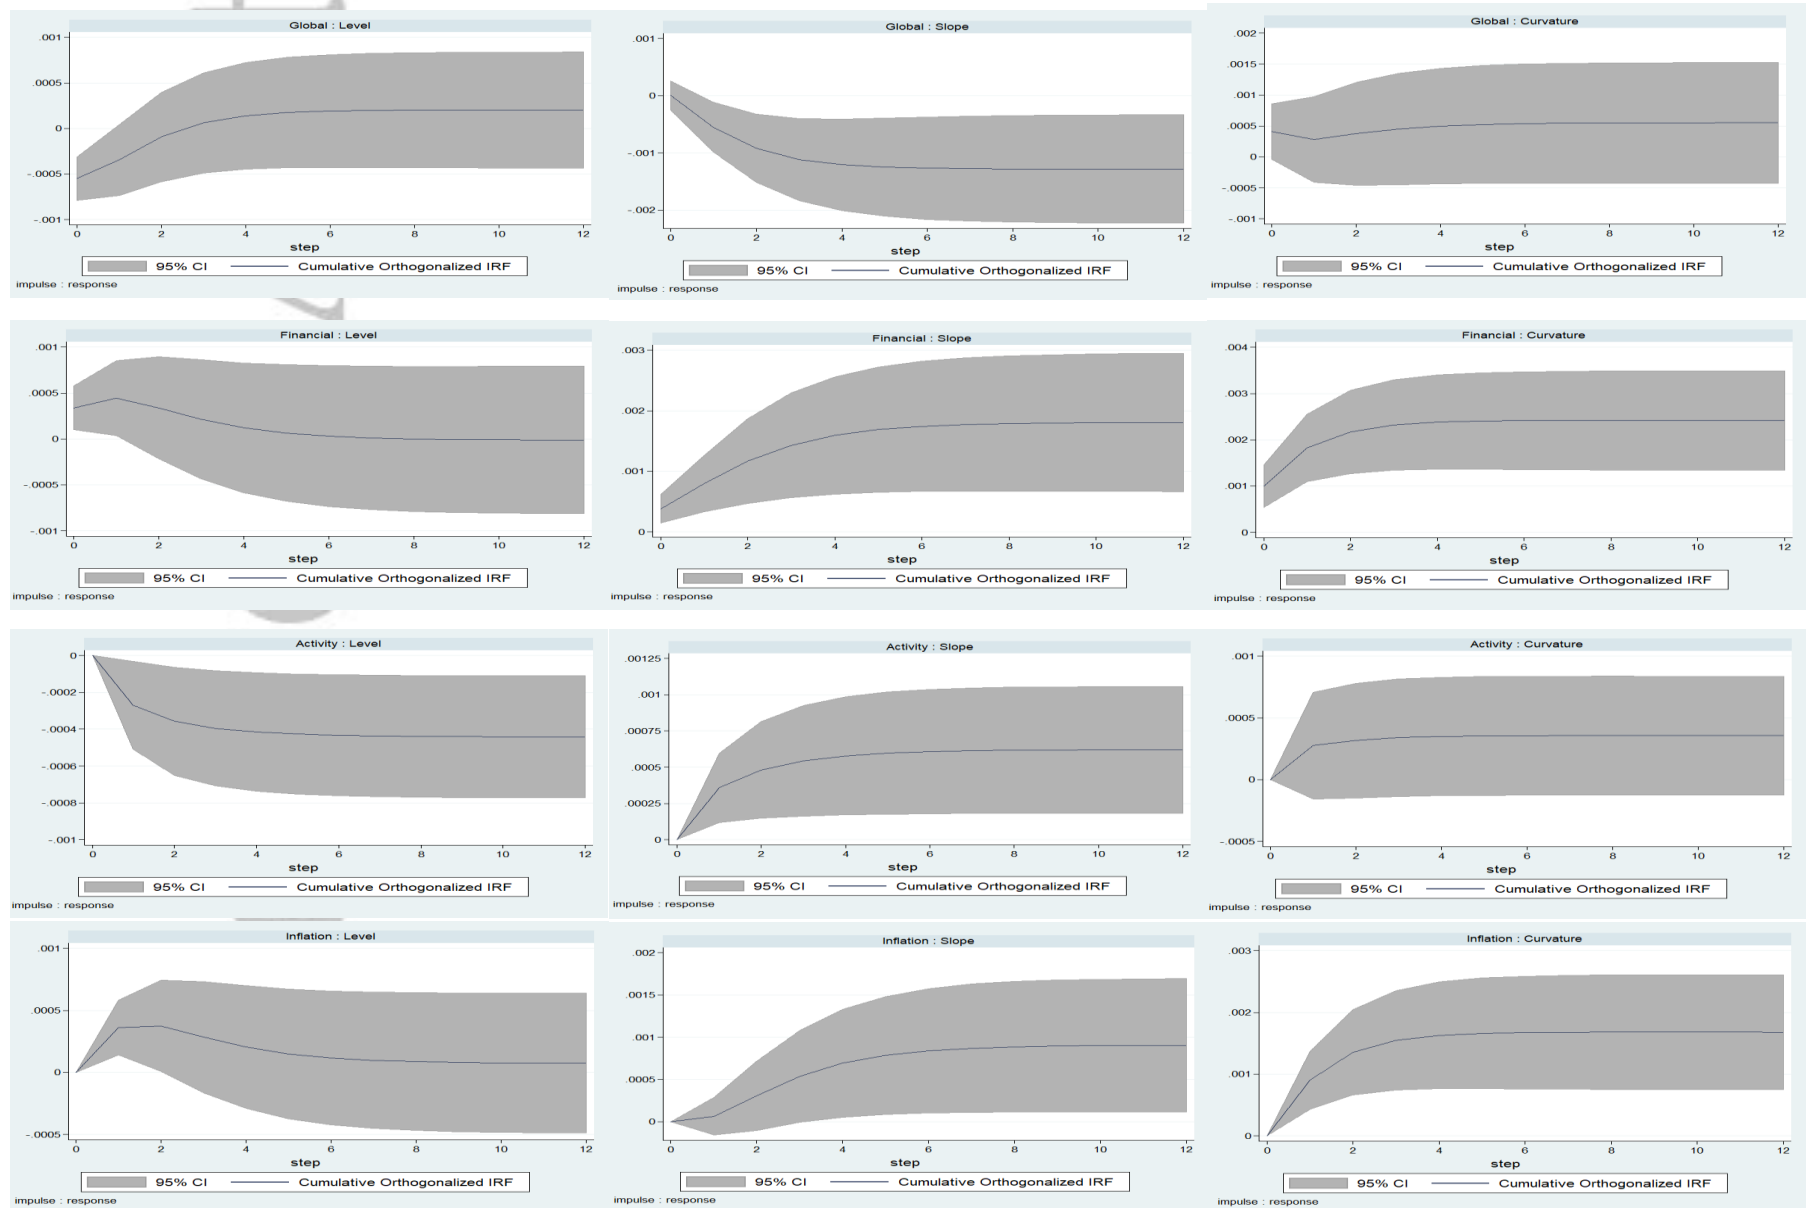 Global : Level
.001
.0005
0
-.0005
-.001
0 2 4 6 8 10 12
step
95% CI Cumulative Orthogonalized IRF
impulse : response
Global : Slope
.001
0
-.001
-.002
0 2 4 6 8 10 12
step
95% CI Cumulative Orthogonalized IRF
impulse : response
Global : Curvature
.002
.0015
.001
.0005
0
-.0005
-.001
0 2 4 6 8 10 12
step
95% CI Cumulative Orthogonalized IRF
impulse : response
Financial : Level
.001
.0005
0
-.0005
-.001
0 2 4 6 8 10 12
step
95% CI Cumulative Orthogonalized IRF
impulse : response
Financial : Slope
.003
.002
.001
0
0 2 4 6 8 10 12
step
95% CI Cumulative Orthogonalized IRF
impulse : response
Financial : Curvature
.004
.003
.002
.001
0
0 2 4 6 8 10 12
step
95% CI Cumulative Orthogonalized IRF
impulse : response
Activity : Level
0
-.0002
-.0004
-.0006
-.0008
-.001
0 2 4 6 8 10 12
step
95% CI Cumulative Orthogonalized IRF
impulse : response
Activity : Slope
.00125
.001
.00075
.0005
.00025
0
0 2 4 6 8 10 12
step
95% CI Cumulative Orthogonalized IRF
impulse : response
Activity : Curvature
.001
.0005
0
-.0005
0 2 4 6 8 10 12
step
95% CI Cumulative Orthogonalized IRF
impulse : response
Inflation : Level
.001
.0005
0
-.0005
0 2 4 6 8 10 12
step
95% CI Cumulative Orthogonalized IRF
impulse : response
Inflation : Slope
.002
.0015
.001
.0005
0
0 2 4 6 8 10 12
step
95% CI Cumulative Orthogonalized IRF
impulse : response
Inflation : Curvature
.003
.002
.001
0
0 2 4 6 8 10 12
step
95% CI Cumulative Orthogonalized IRF
impulse : response